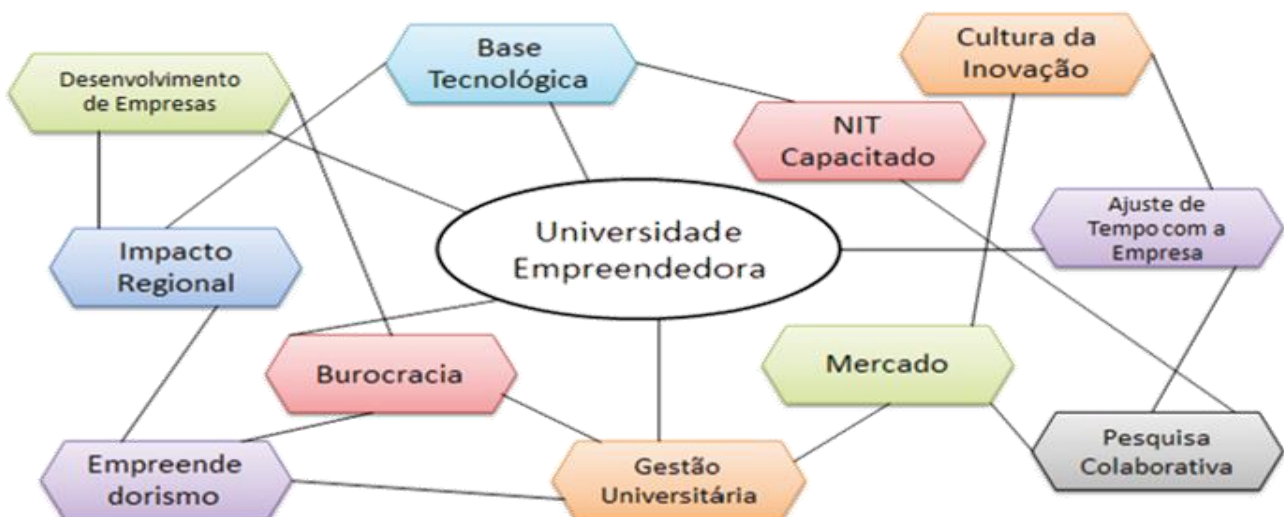 Desenvolvimento
de Empresas
Base
Tecnológica
Cultura da
Inovação
NIT
Capacitado
Ajuste de
Tempo com a
Empresa
Universidade
Empreendedora
Impacto
Regional
Burocracia
Mercado
Empreende
dorismo
Gestão
Universitária
Pesquisa
Colaborativa